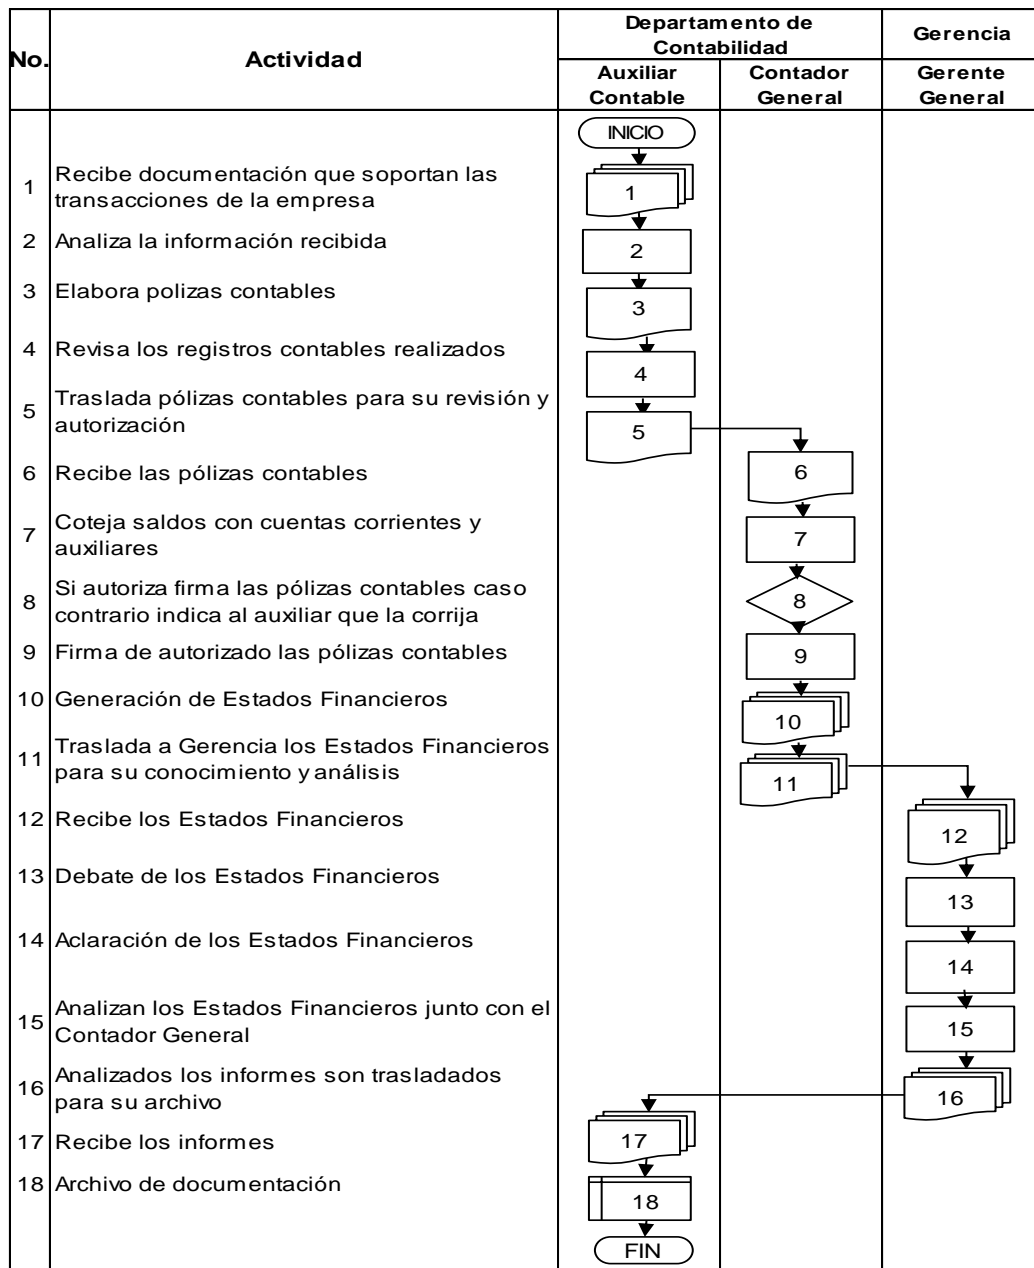 No.
Actividad
Departamento de
Contabilidad
Gerencia
Auxiliar
Contable
Contador
General
Gerente
General
INICIO
1
Recibe documentación que soportan las
transacciones de la empresa
1
2
Analiza la información recibida
2
3
Elabora polizas contables
3
4
Revisa los registros contables realizados
4
5
Traslada pólizas contables para su revisión y
autorización
5
6
Recibe las pólizas contables
6
7
Coteja saldos con cuentas corrientes y
auxiliares
7
8
Si autoriza firma las pólizas contables caso
contrario indica al auxiliar que la corrija
8
9
Firma de autorizado las pólizas contables
9
10
Generación de Estados Financieros
10
11
Traslada a Gerencia los Estados Financieros
para su conocimiento y análisis
11
12
Recibe los Estados Financieros
12
13
Debate de los Estados Financieros
13
14
Aclaración de los Estados Financieros
14
15
Analizan los Estados Financieros junto con el
Contador General
15
16
Analizados los informes son trasladados
para su archivo
16
17
Recibe los informes
17
18
Archivo de documentación
18
FIN